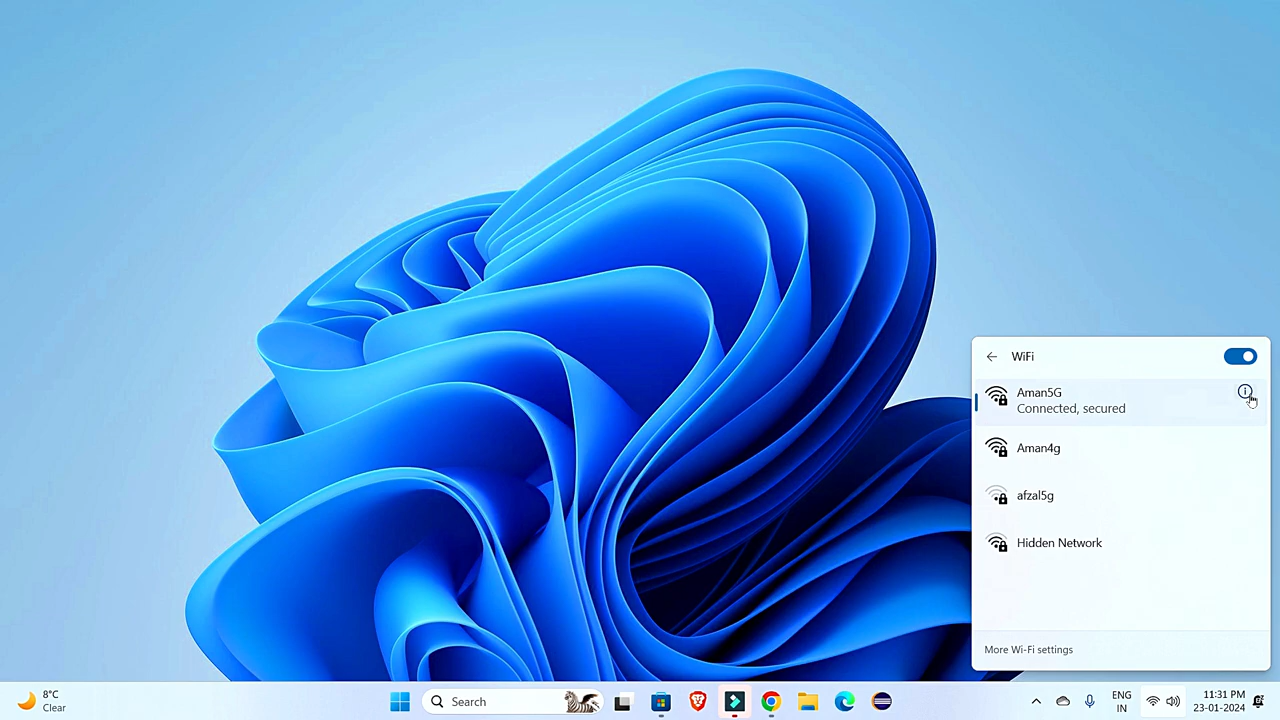 WiFi
Aman5G
Connected, secured
Aman4g
afzal5g
Hidden Network
More Wi-Fi settings
8°C
Clear
Search
ENG
IN
11:31 PM
23-01-2024